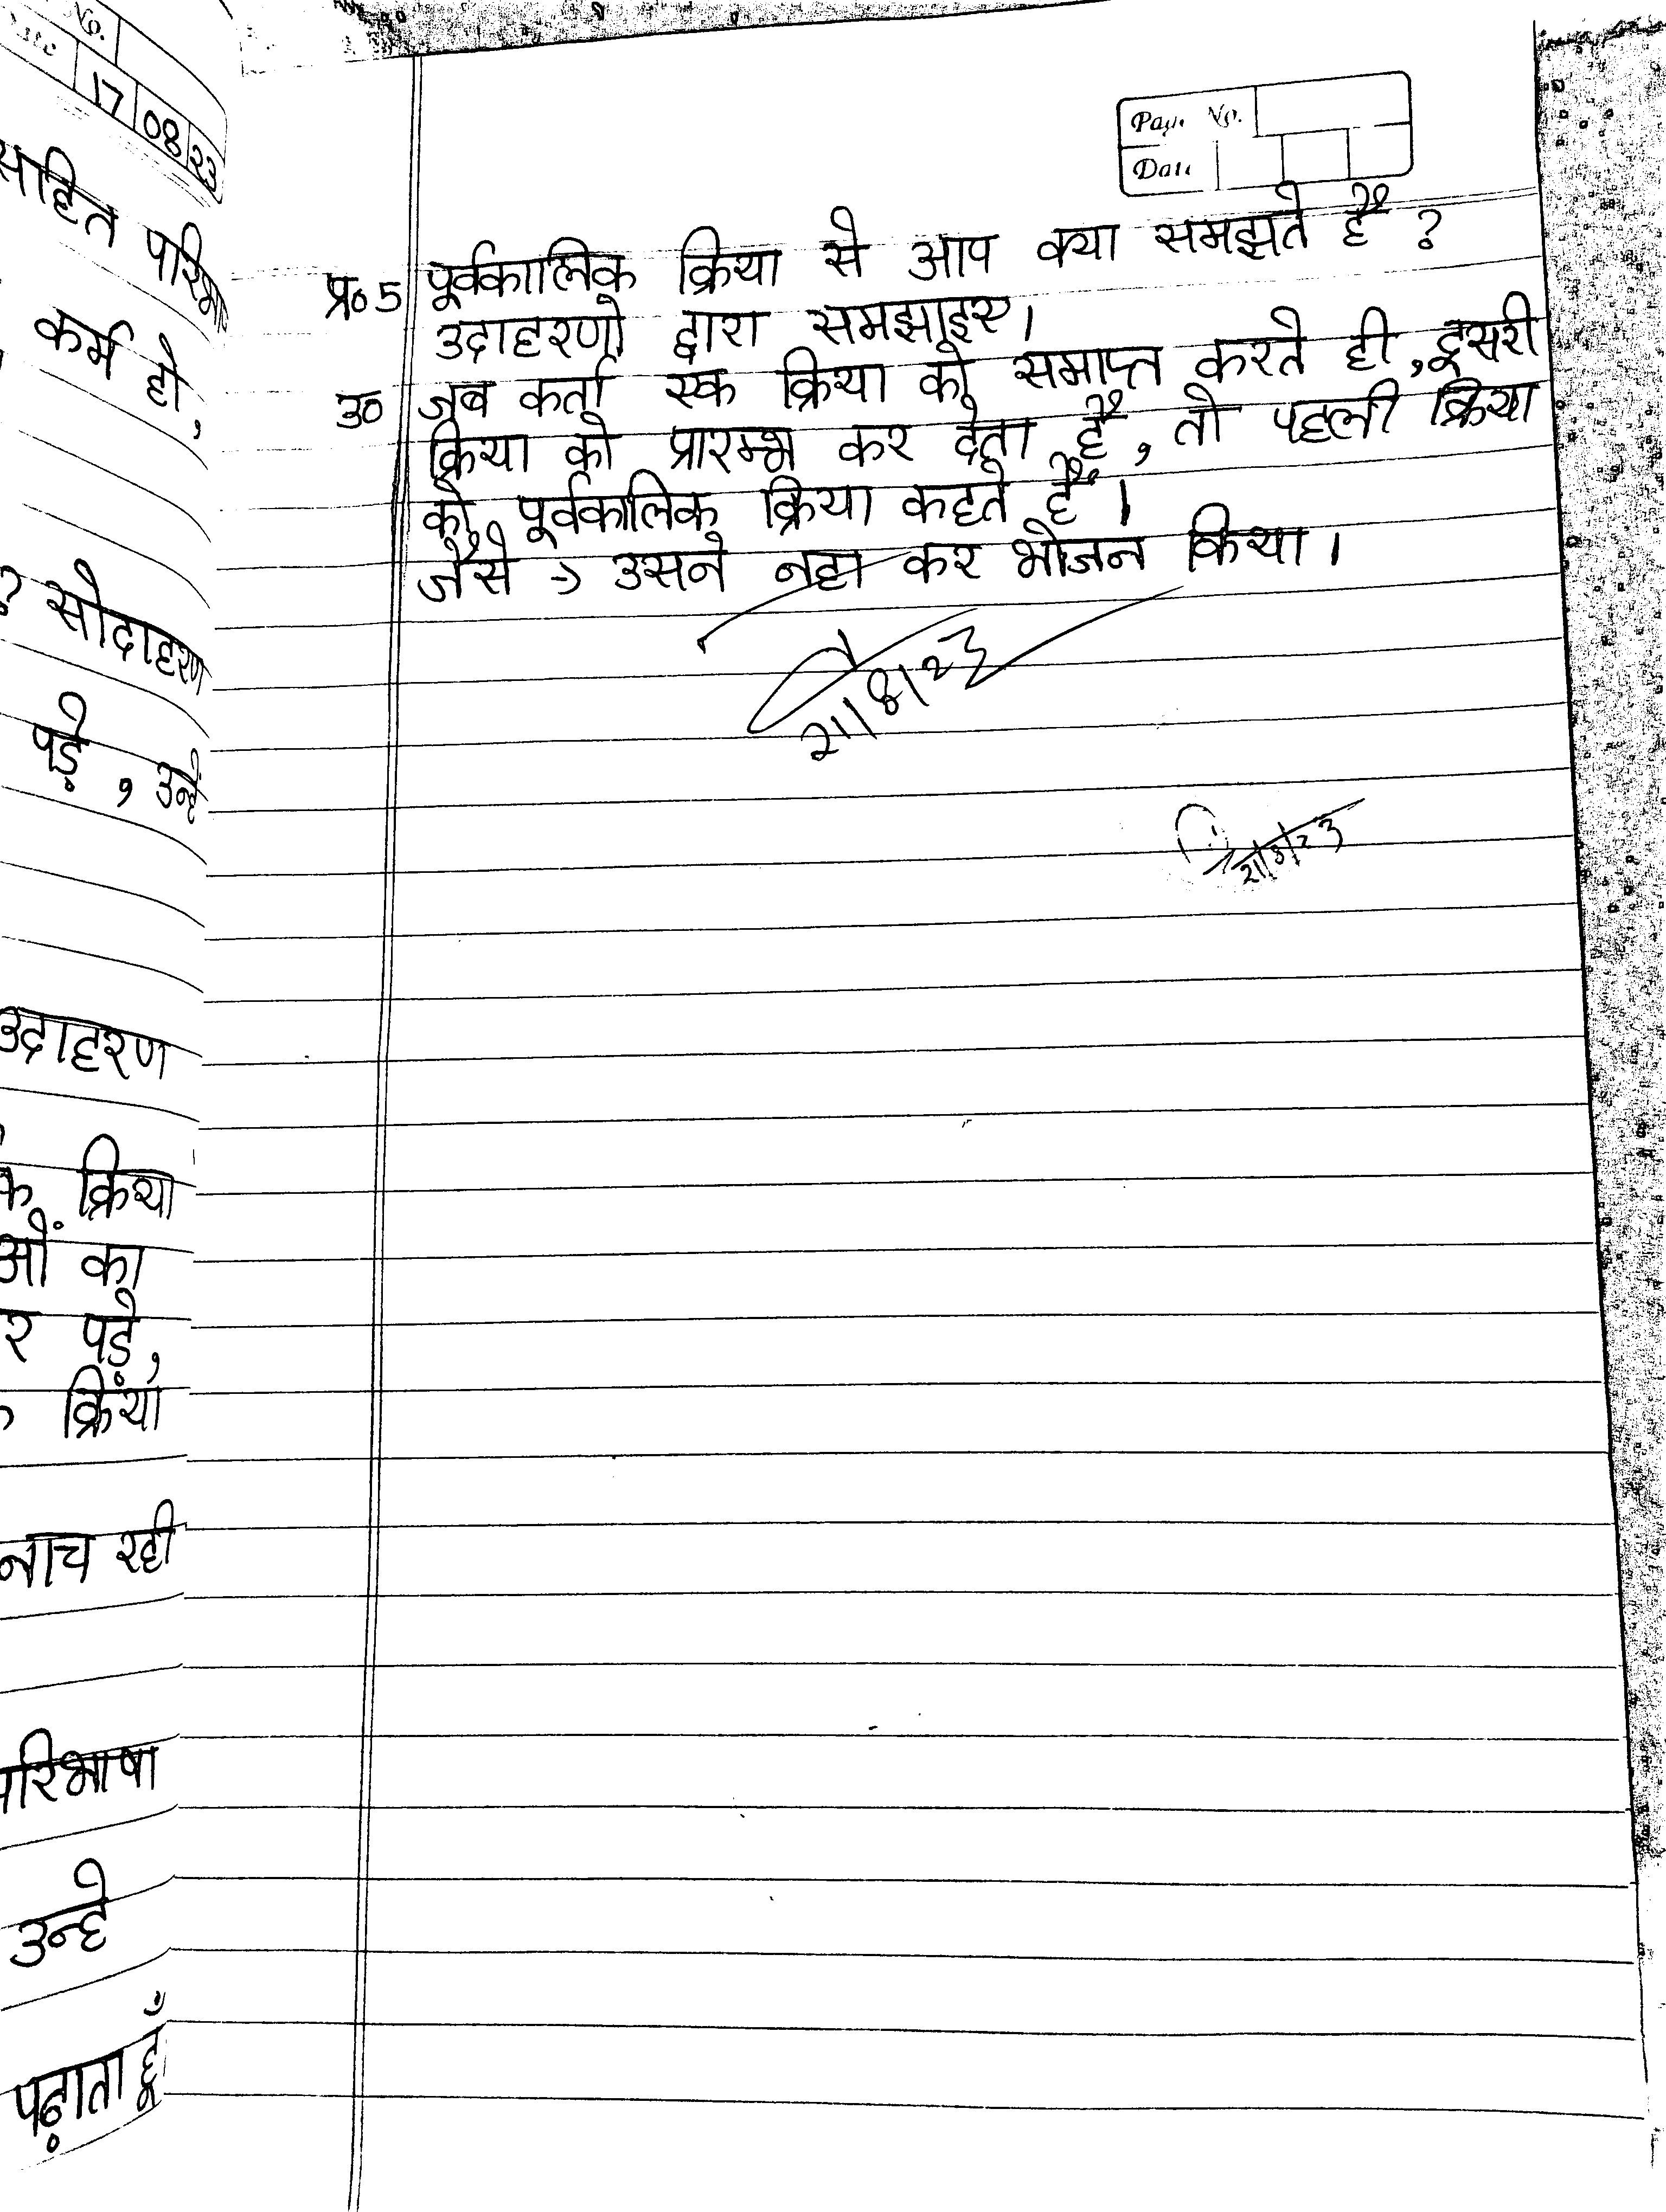 No.
17 08 23
सहित परिभा
कर्म हो,
? सोदाहरण
पड़े, उन्हें
उदाहरण
क्रिया
ओं का
र पड़े,
क्रिया
नाच रही
परिभाषा
उन्हे
पढ़ाता हूँ
Page No.
Date
प्र० 5 पूर्वकालिक क्रिया से आप क्या समझते हैं ?
उदाहरणों द्वारा समझाइए।
उ० जब कर्ता एक क्रिया को समाप्त करते ही, दूसरी
क्रिया को प्रारम्भ कर देता है, तो पहली क्रिया
को पूर्वकालिक क्रिया कहते हैं।
जैसे → उसने नहा कर भोजन किया।
21/8/23
21/8/23